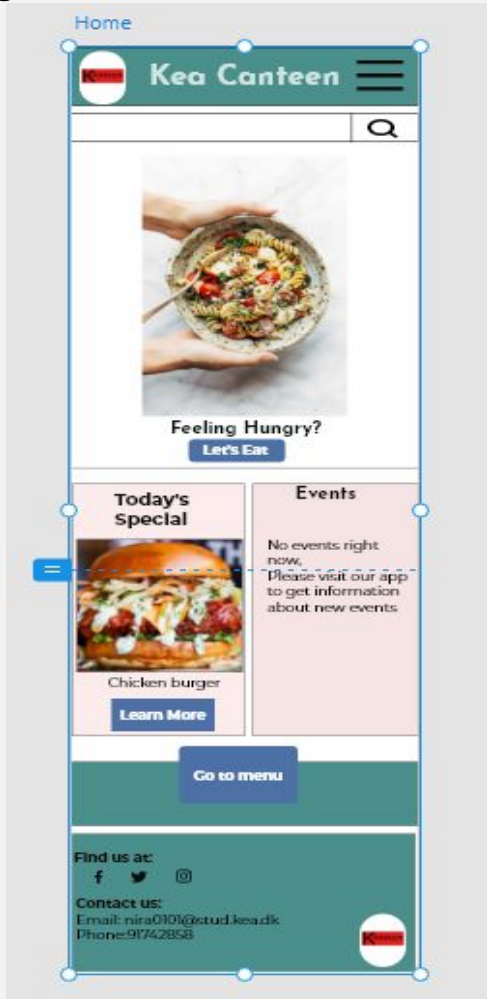 Home
Kea Canteen
Feeling Hungry?
Let's Eat
Today's
Special
Chicken burger
Learn More
Events
No events right
now,
Please visit our app
to get information
about new events
Go to menu
Find us at:
Contact us:
Email: nira0101@stud.kea.dk
Phone:91742858